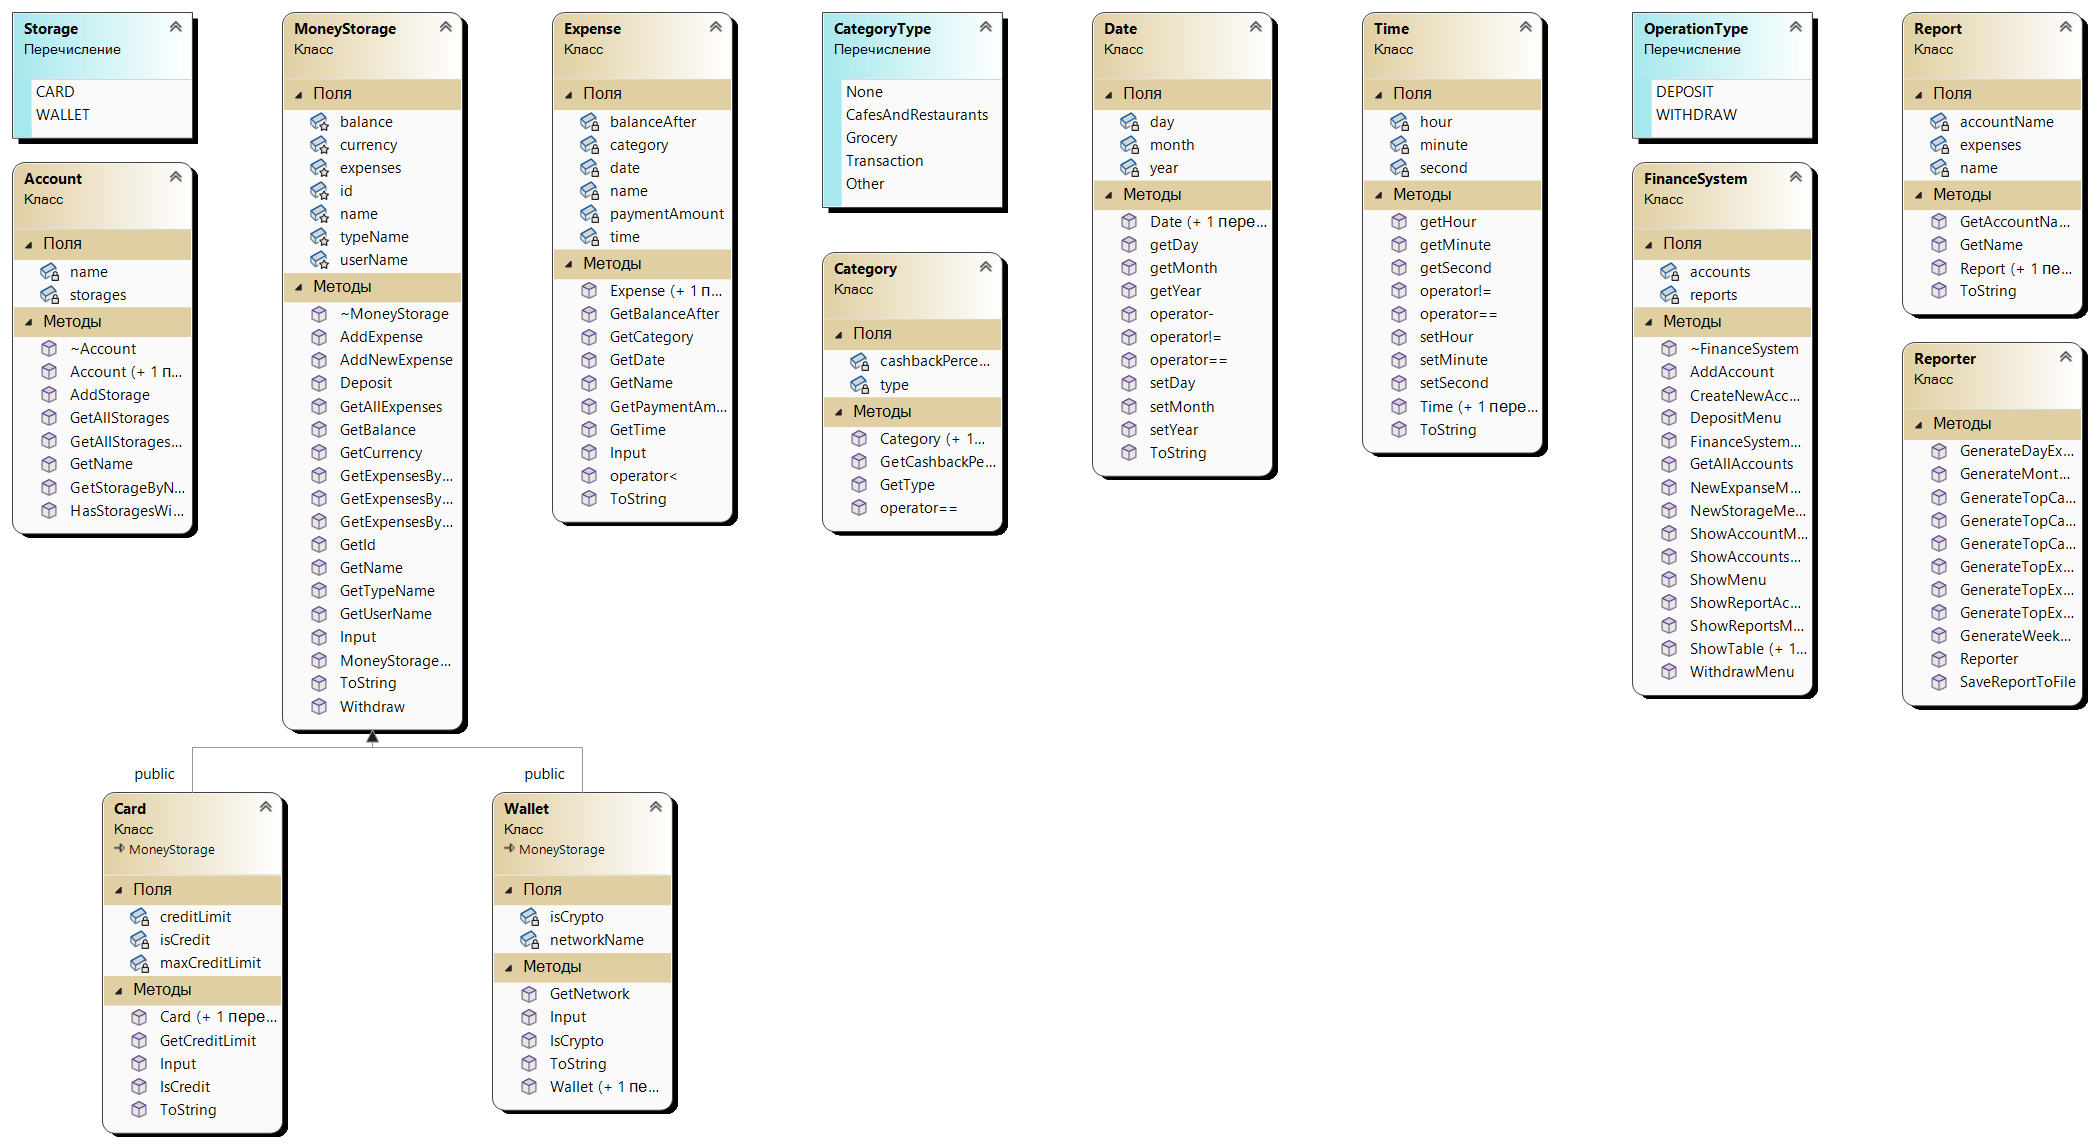 Storage
Перечисление
CARD
WALLET
Account
Класс
Поля
name
storages
Методы
~Account
Account (+ 1 п...
AddStorage
GetAllStorages
GetAllStorages...
GetName
GetStorageByN...
HasStoragesWi...
MoneyStorage
Класс
Поля
balance
currency
expenses
id
name
typeName
userName
Методы
~MoneyStorage
AddExpense
AddNewExpense
Deposit
GetAllExpenses
GetBalance
GetCurrency
GetExpensesBy...
GetExpensesBy...
GetExpensesBy...
GetId
GetName
GetTypeName
GetUserName
Input
MoneyStorage...
ToString
Withdraw
public
public
Card
Класс
MoneyStorage
Поля
creditLimit
isCredit
maxCreditLimit
Методы
Card (+ 1 пере...
GetCreditLimit
Input
IsCredit
ToString
Wallet
Класс
MoneyStorage
Поля
isCrypto
networkName
Методы
GetNetwork
Input
IsCrypto
ToString
Wallet (+ 1 пе...
Expense
Класс
Поля
balanceAfter
category
date
name
paymentAmount
time
Методы
Expense (+ 1 п...
GetBalanceAfter
GetCategory
GetDate
GetName
GetPaymentAm...
GetTime
Input
operator<
ToString
CategoryType
Перечисление
None
CafesAndRestaurants
Grocery
Transaction
Other
Category
Класс
Поля
cashbackPerce...
type
Методы
Category (+ 1...
GetCashbackPe...
GetType
operator==
Date
Класс
Поля
day
month
year
Методы
Date (+ 1 пере...
getDay
getMonth
getYear
operator-
operator!=
operator==
setDay
setMonth
setYear
ToString
Time
Класс
Поля
hour
minute
second
Методы
getHour
getMinute
getSecond
operator!=
operator==
setHour
setMinute
setSecond
Time (+ 1 пере...
ToString
OperationType
Перечисление
DEPOSIT
WITHDRAW
FinanceSystem
Класс
Поля
accounts
reports
Методы
~FinanceSystem
AddAccount
CreateNewAcc...
DepositMenu
FinanceSystem...
GetAllAccounts
NewExpanseM...
NewStorageMe...
ShowAccountM...
ShowAccounts...
ShowMenu
ShowReportAc...
ShowReportsM...
ShowTable (+ 1...
WithdrawMenu
Report
Класс
Поля
accountName
expenses
name
Методы
GetAccountNa...
GetName
Report (+ 1 пе...
ToString
Reporter
Класс
Методы
GenerateDayEx...
GenerateMont...
GenerateTopCa...
GenerateTopCa...
GenerateTopCa...
GenerateTopEx...
GenerateTopEx...
GenerateTopEx...
GenerateWeek...
Reporter
SaveReportToFile